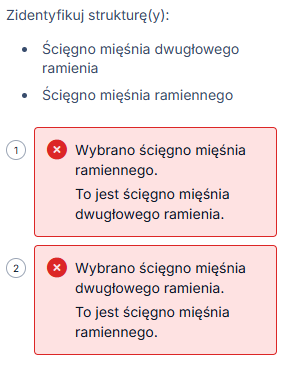 Zidentyfikuj strukturę(y):
• Ścięgno mięśnia dwugłowego
ramienia
• Ścięgno mięśnia ramiennego
1
Wybrano ścięgno mięśnia
ramiennego.
To jest ścięgno mięśnia
dwugłowego ramienia.
2
Wybrano ścięgno mięśnia
dwugłowego ramienia.
To jest ścięgno mięśnia
ramiennego.